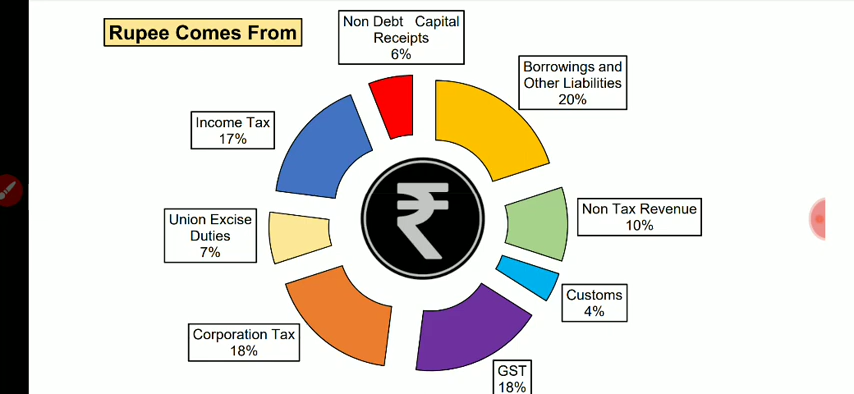 Rupee Comes From
Non Debt Capital
Receipts
6%
Borrowings and
Other Liabilities
20%
Income Tax
17%
Non Tax Revenue
10%
Union Excise
Duties
7%
₹
Customs
4%
Corporation Tax
18%
GST
18%